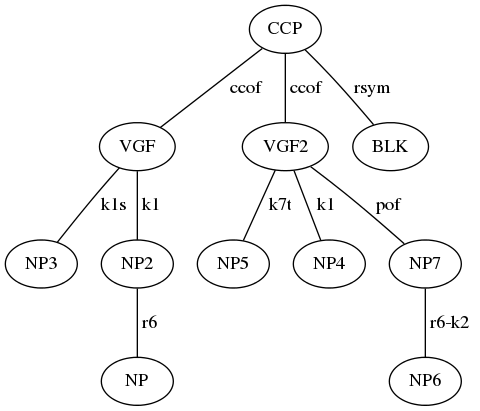 CCP
ccof ccof rsym
VGF VGF2 BLK
k1s k1 k7t k1 pof
NP3 NP2 NP5 NP4 NP7
r6 r6-k2
NP NP6